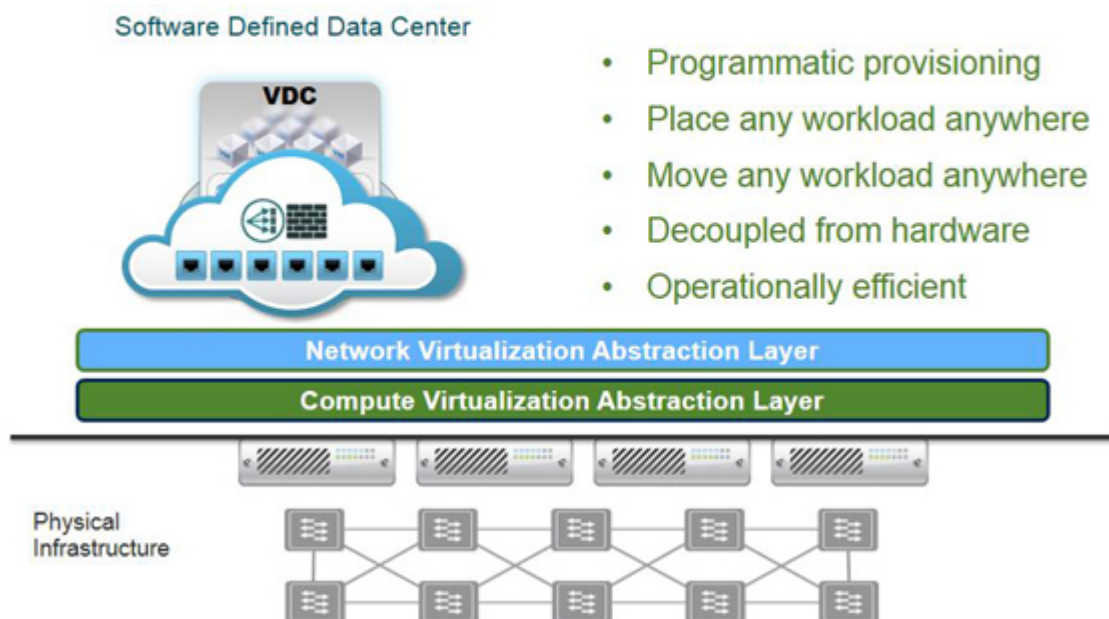 Software Defined Data Center
VDC
• Programmatic provisioning
• Place any workload anywhere
• Move any workload anywhere
• Decoupled from hardware
• Operationally efficient
Network Virtualization Abstraction Layer
Compute Virtualization Abstraction Layer
Physical
Infrastructure